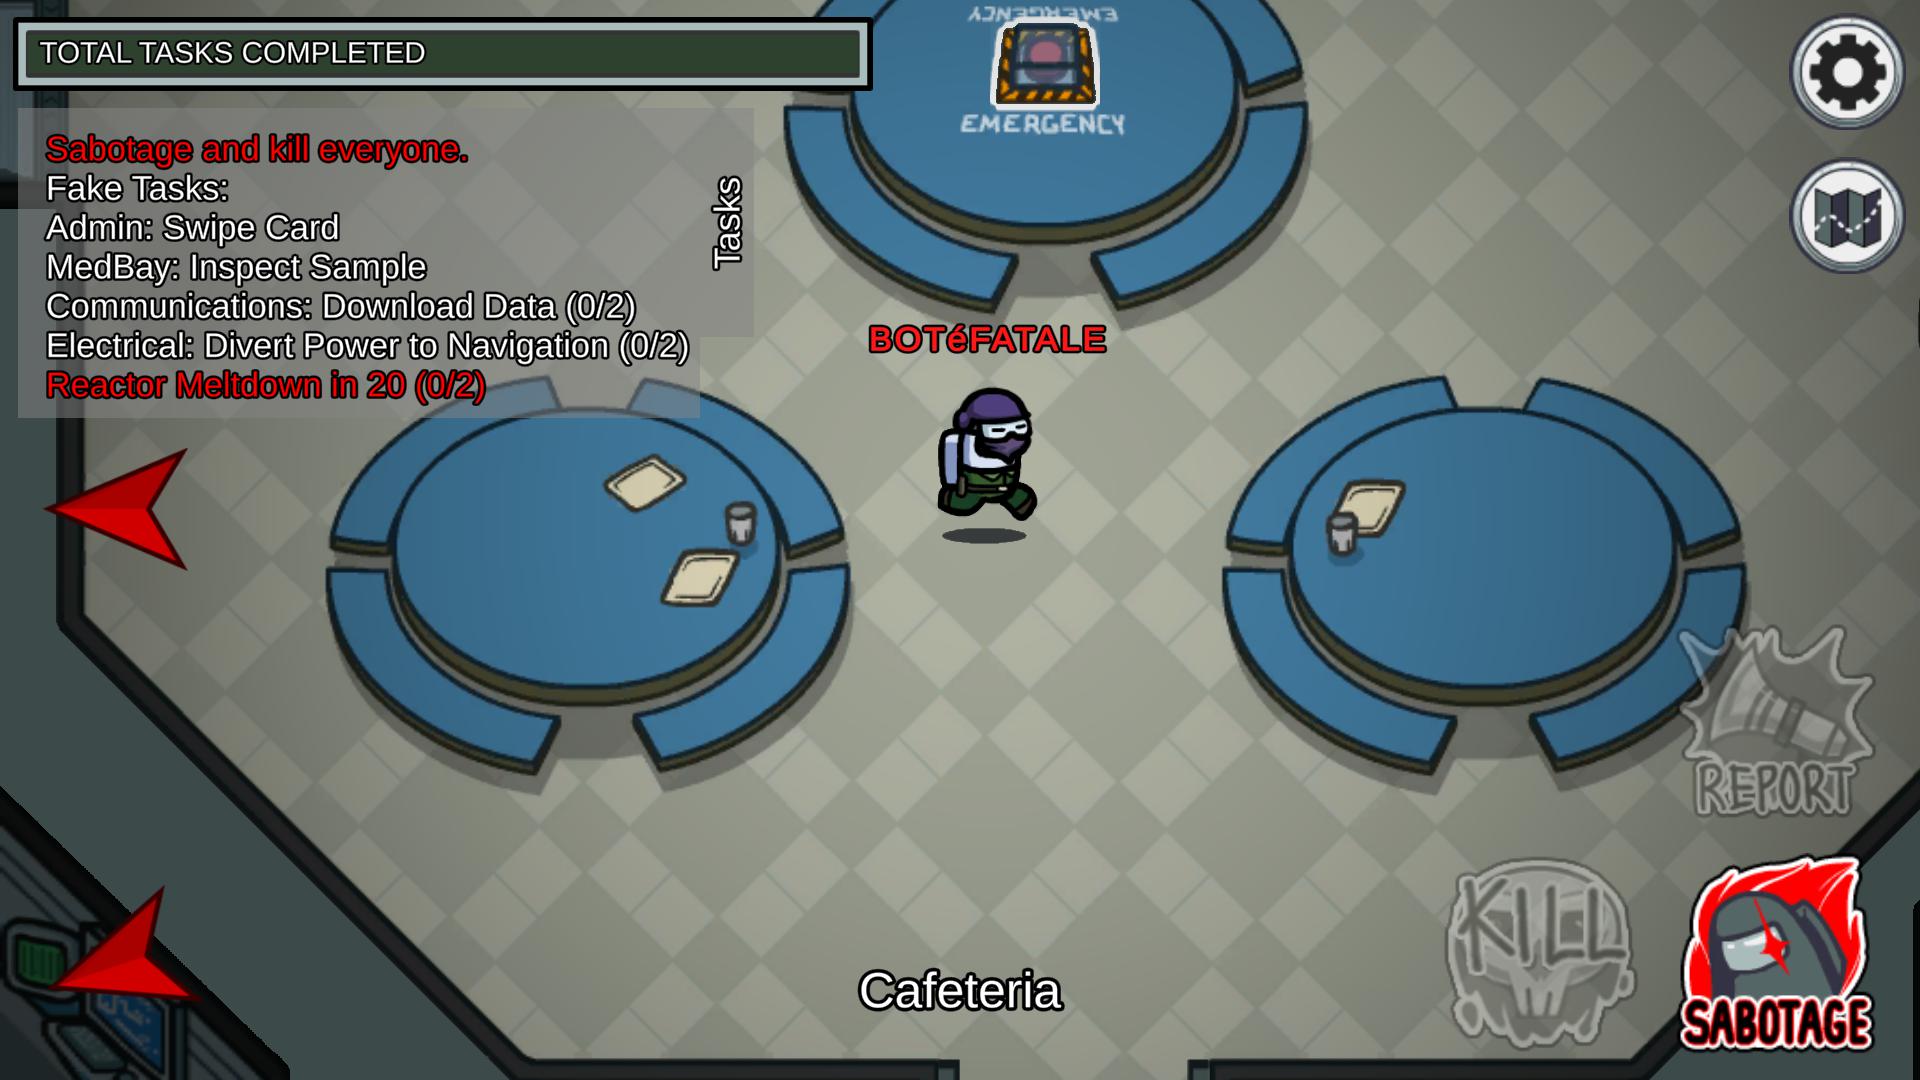 EMERGENCY
TOTAL TASKS COMPLETED
EMERGENCY
Sabotage and kill everyone.
Fake Tasks:
Admin: Swipe Card
MedBay: Inspect Sample
Communications: Download Data (0/2)
Electrical: Divert Power to Navigation (0/2)
Reactor Meltdown in 20 (0/2)
Tasks
BOTéFATALE
REPORT
KILL
Cafeteria
SABOTAGE